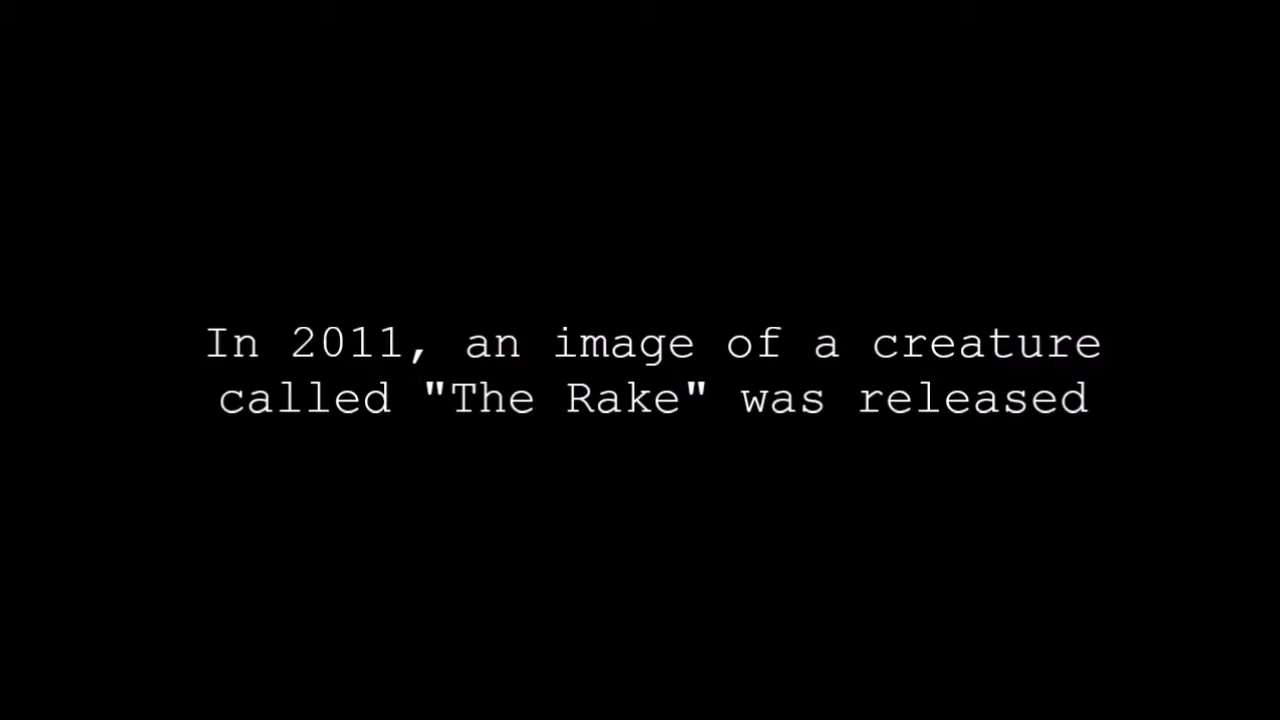 In 2011, an image of a creature
called "The Rake" was released